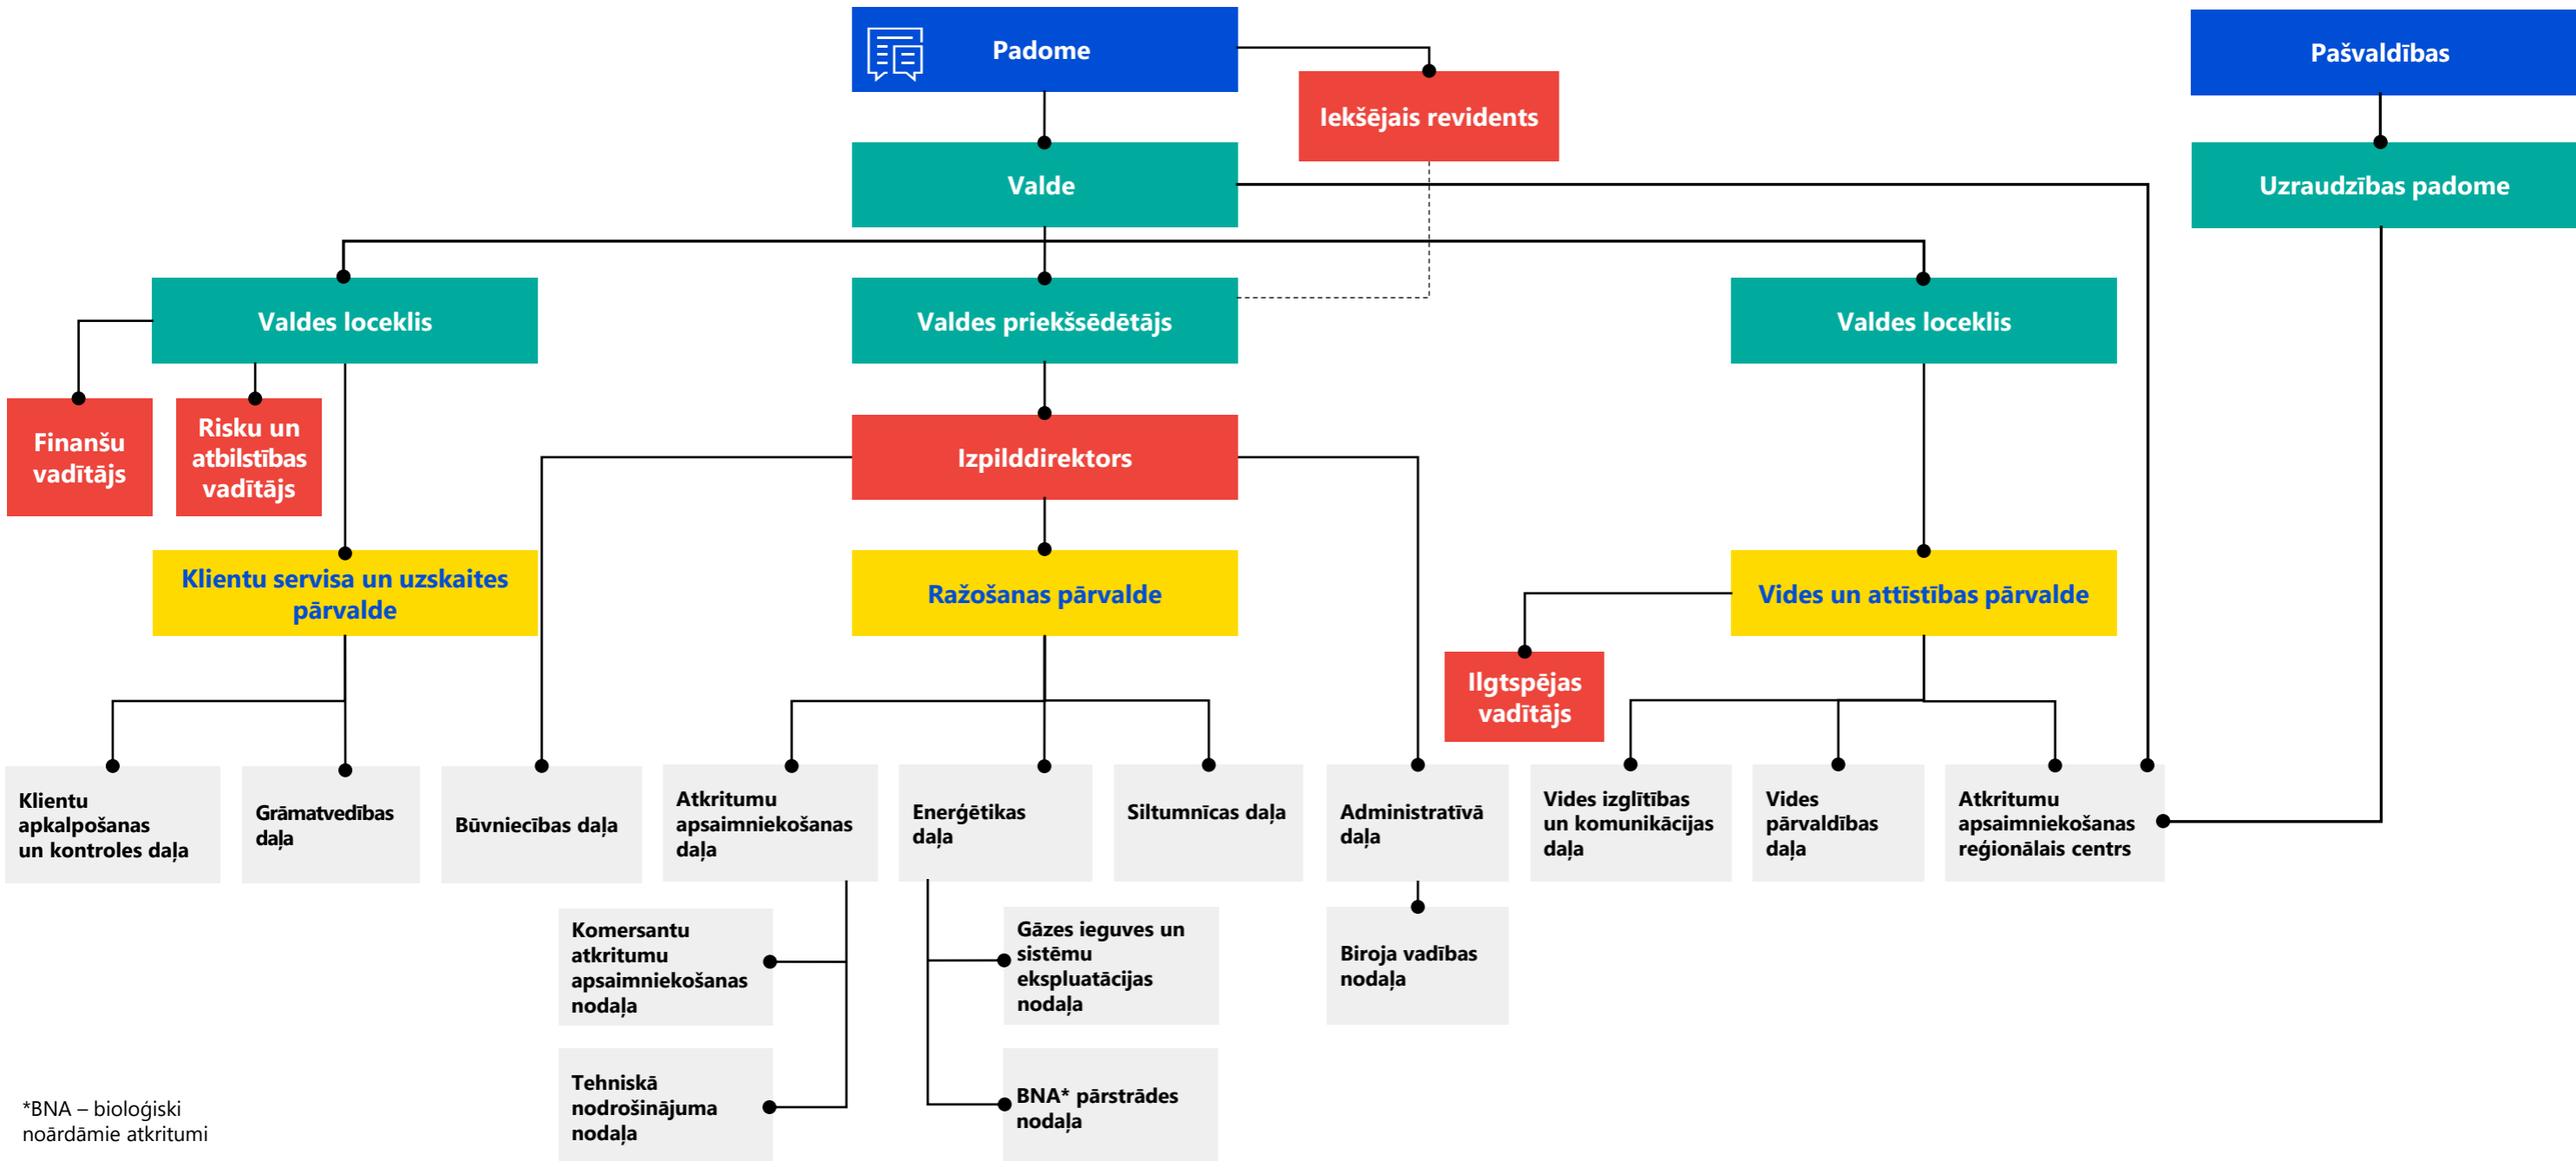 Padome
Pašvaldības
Iekšējais revidents
Valde
Uzraudzības padome
Valdes loceklis
Valdes priekšsēdētājs
Valdes loceklis
Finanšu
vadītājs
Risku un
atbilstības
vadītājs
Izpilddirektors
Klientu servisa un uzskaites
pārvalde
Ražošanas pārvalde
Vides un attīstības pārvalde
Ilgtspējas
vadītājs
Klientu
apkalpošanas
un kontroles daļa
Grāmatvedības
daļa
Būvniecības daļa
Atkritumu
apsaimniekošanas
daļa
Enerģētikas
daļa
Siltumnīcas daļa
Administratīvā
daļa
Vides izglītības
un komunikācijas
daļa
Vides
pārvaldības
daļa
Atkritumu
apsaimniekošanas
reģionālais centrs
Komersantu
atkritumu
apsaimniekošanas
nodaļa
Gāzes ieguves un
sistēmu
ekspluatācijas
nodaļa
Biroja vadības
nodaļa
Tehniskā
nodrošinājuma
nodaļa
BNA* pārstrādes
nodaļa
*BNA – bioloģiski
noārdāmie atkritumi